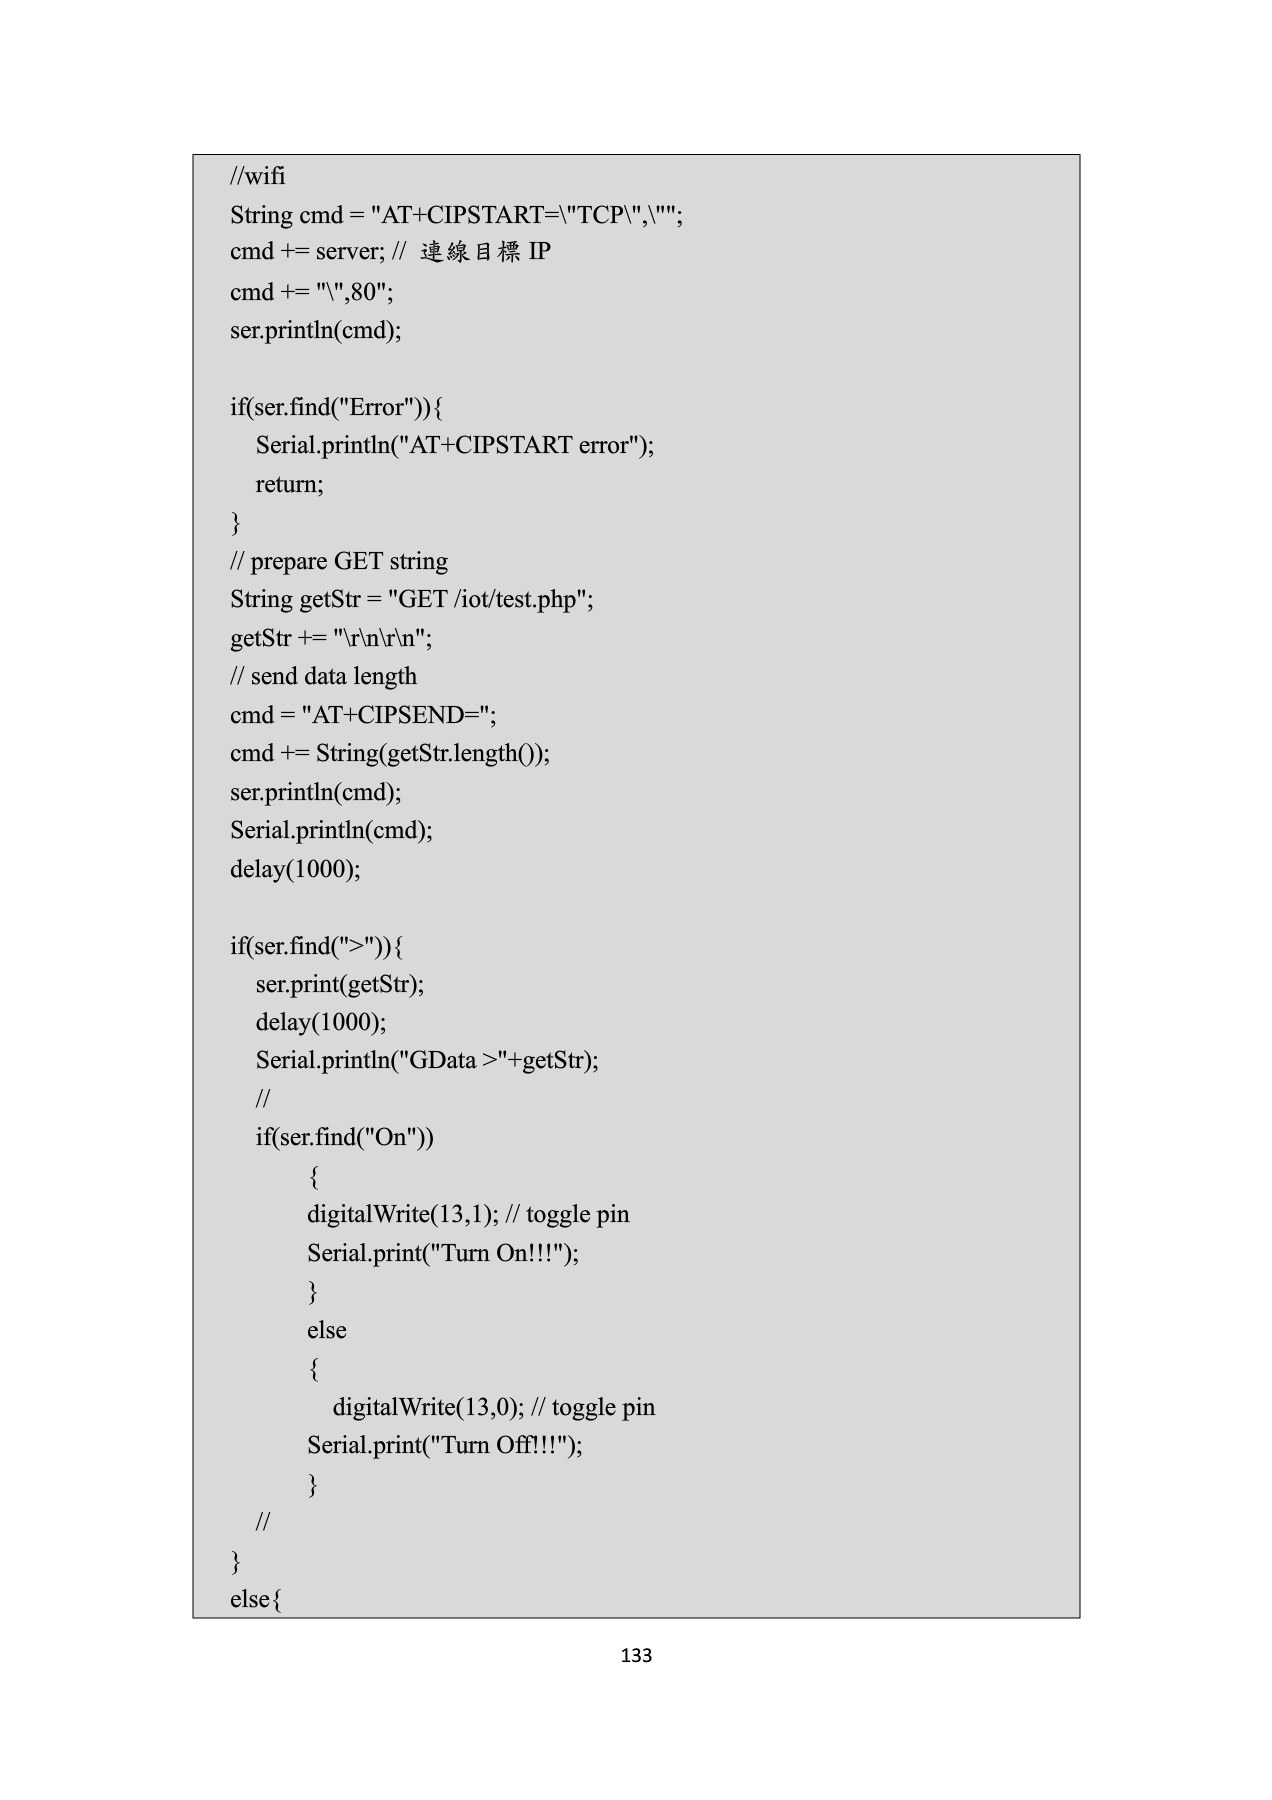 //wifi
String cmd = "AT+CIPSTART=\"TCP\",\"";
cmd += server; // 連線目標 IP
cmd += "\",80";
ser.println(cmd);
if(ser.find("Error")){
Serial.println("AT+CIPSTART error");
return;
}
// prepare GET string
String getStr = "GET /iot/test.php";
getStr += "\r\n\r\n";
// send data length
cmd = "AT+CIPSEND=";
cmd += String(getStr.length());
ser.println(cmd);
Serial.println(cmd);
delay(1000);
if(ser.find(">")){
ser.print(getStr);
delay(1000);
Serial.println("GData >"+getStr);
//
if(ser.find("On"))
{
digitalWrite(13,1); // toggle pin
Serial.print("Turn On!!!");
}
else
{
digitalWrite(13,0); // toggle pin
Serial.print("Turn Off!!!");
}
//
}
else{
133